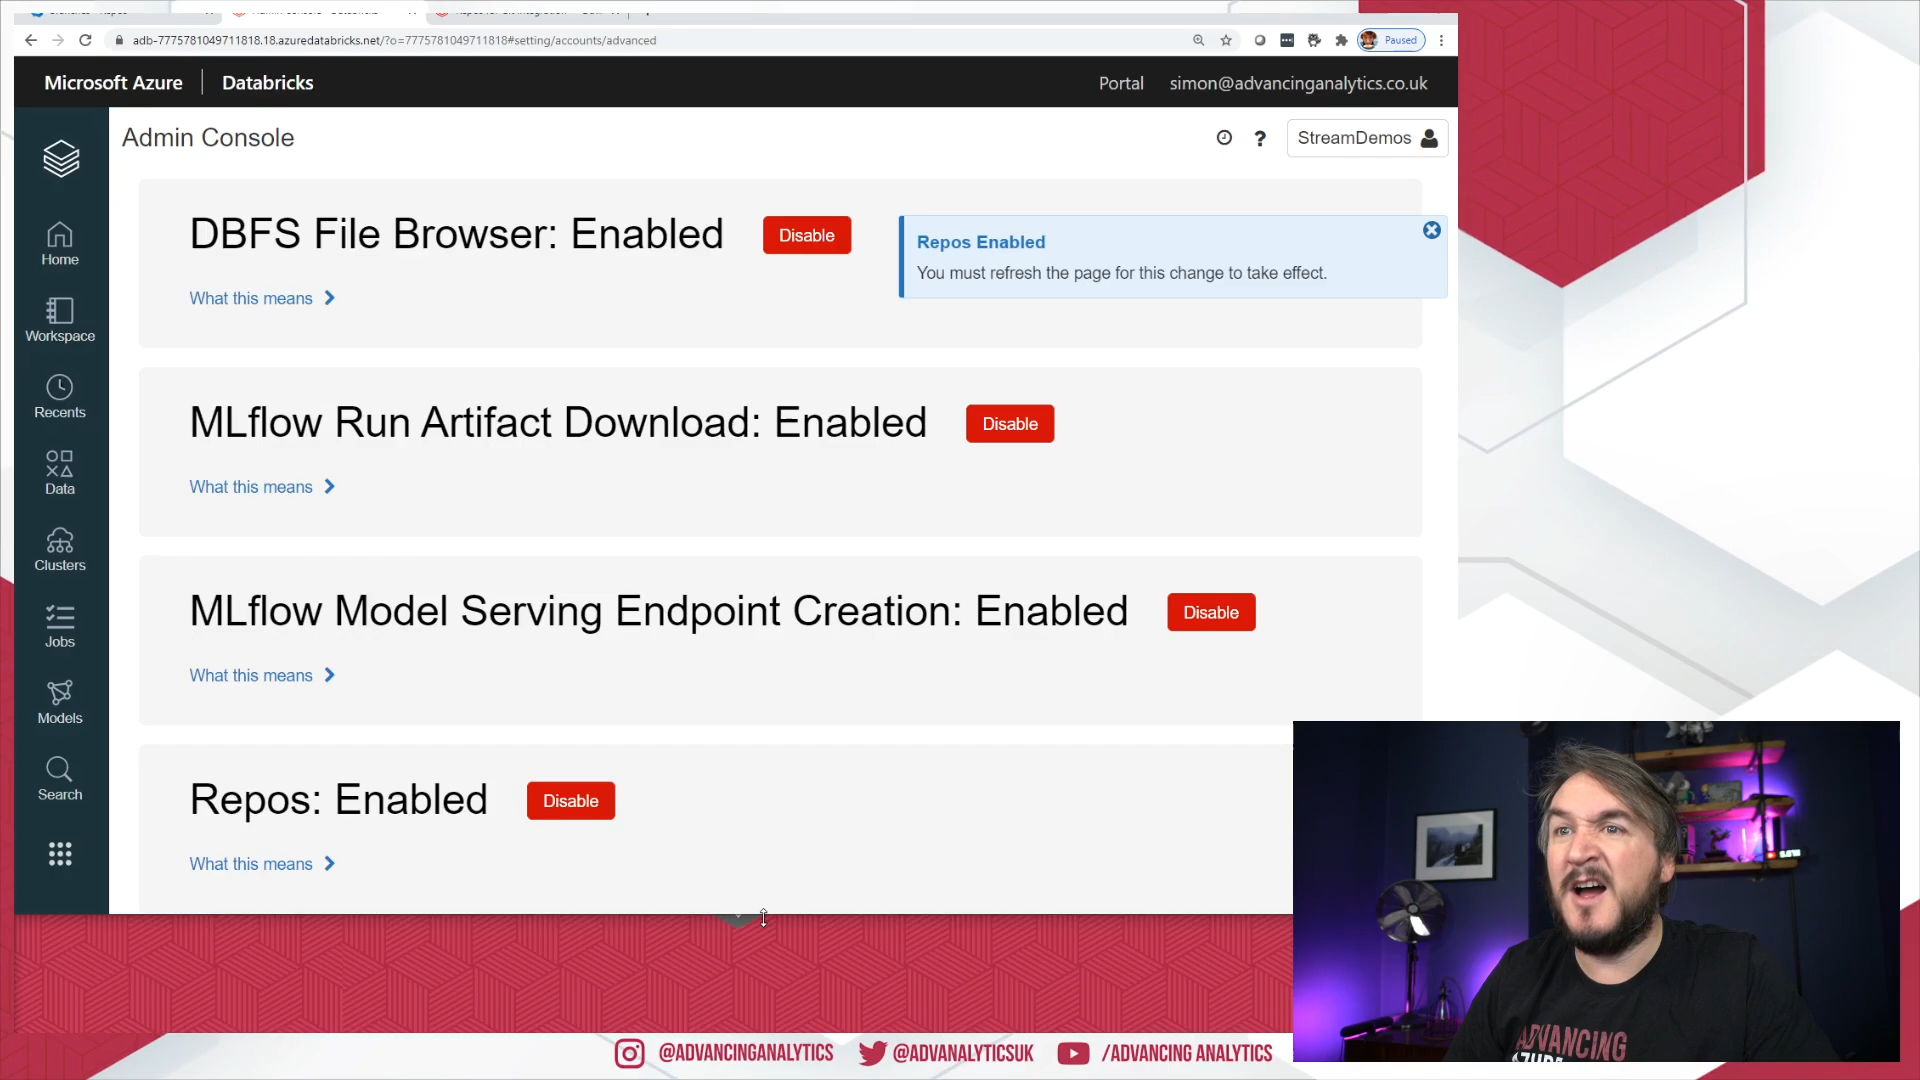 adb-7775781049711818.18.azuredatabricks.net/?o=7775781049711818#setting/accounts/advanced
Paused
Microsoft Azure
Databricks
Portal
simon@advancinganalytics.co.uk
Admin Console
?
StreamDemos
Home
Workspace
Recents
Data
Clusters
Jobs
Models
Search
DBFS File Browser: Enabled
Disable
What this means
Repos Enabled
You must refresh the page for this change to take effect.
MLflow Run Artifact Download: Enabled
Disable
What this means
MLflow Model Serving Endpoint Creation: Enabled
Disable
What this means
Repos: Enabled
Disable
What this means
ADVANCING
@ADVANCINGANALYTICS
@ADVANALYTICSUK
/ADVANCING ANALYTICS